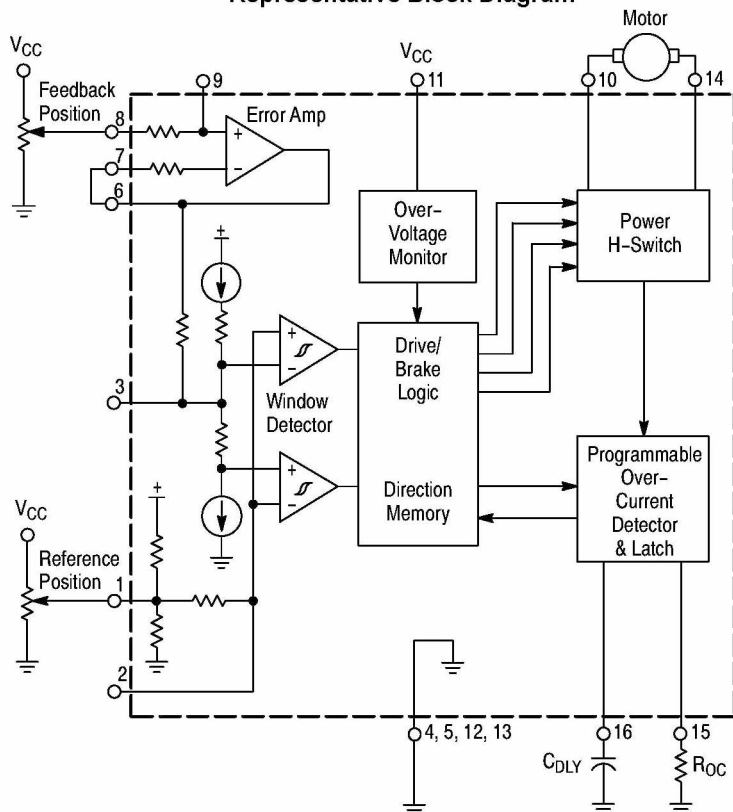 Representative Block Diagram
Motor
VCC
VCC
9
11
10
14
Feedback
Position
8
Error Amp
+
7
−
6
+
Over−
Voltage
Monitor
Power
H−Switch
+
−
Drive/
Brake
Logic
3
Window
Detector
+
−
Direction
Memory
Programmable
Over−
Current
Detector
& Latch
+
VCC
Reference
Position
1
2
4, 5, 12, 13
16
15
CDLY
ROC